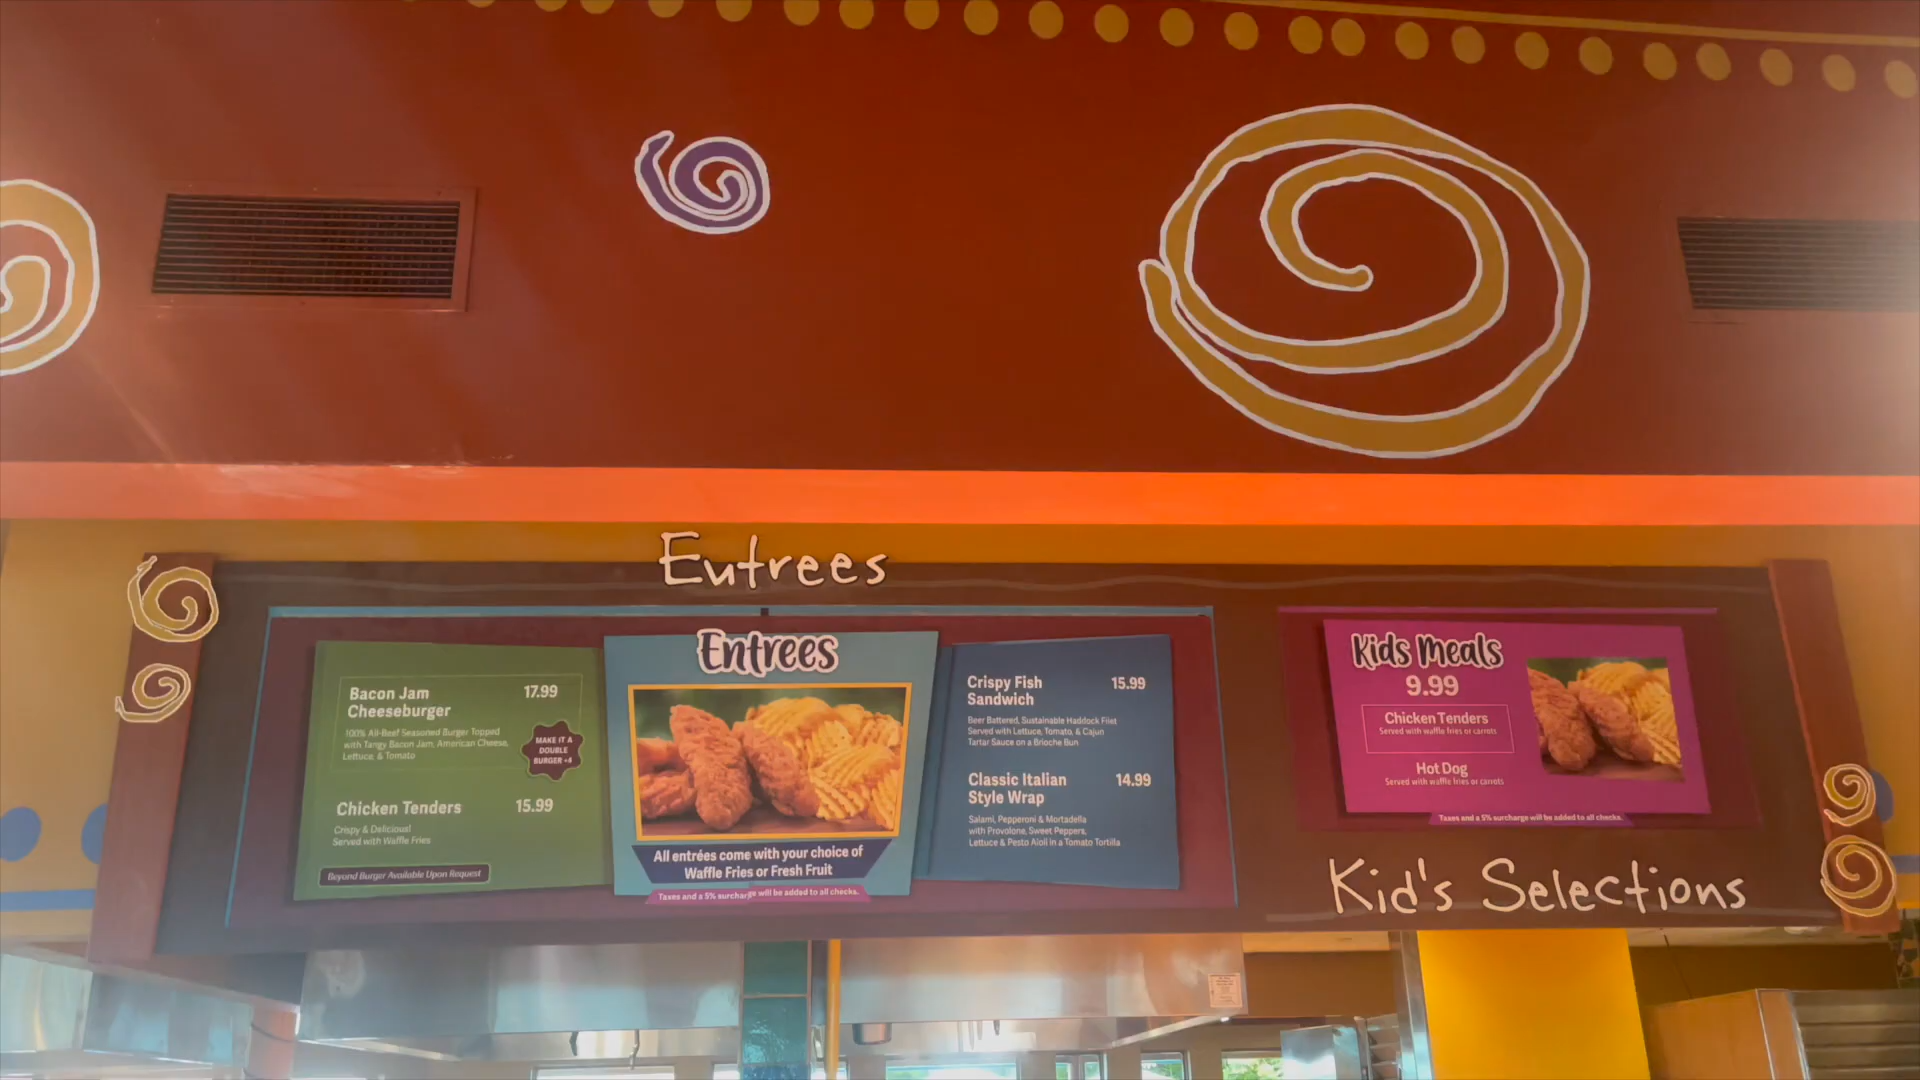 Entrees
Bacon Jam
Cheeseburger
17.99
100% All-Beef Seasoned Burger Topped
with Tangy Bacon Jam, American Cheese,
Lettuce, & Tomato
MAKE IT A
DOUBLE
BURGER +4
Chicken Tenders
15.99
Crispy & Delicious!
Served with Waffle Fries
Beyond Burger Available Upon Request
Entrees
All entrées come with your choice of
Waffle Fries or Fresh Fruit
Taxes and a 5% surcharge will be added to all checks.
Crispy Fish
Sandwich
15.99
Beer Battered, Sustainable Haddock Filet
Served with Lettuce, Tomato, & Cajun
Tartar Sauce on a Brioche Bun
Classic Italian
Style Wrap
14.99
Salami, Pepperoni & Mortadella
with Provolone, Sweet Peppers,
Lettuce & Pesto Aioli in a Tomato Tortilla
Kids Meals
9.99
Chicken Tenders
Served with waffle fries or carrots
Hot Dog
Served with waffle fries or carrots
Taxes and a 5% surcharge will be added to all checks.
Kid's Selections